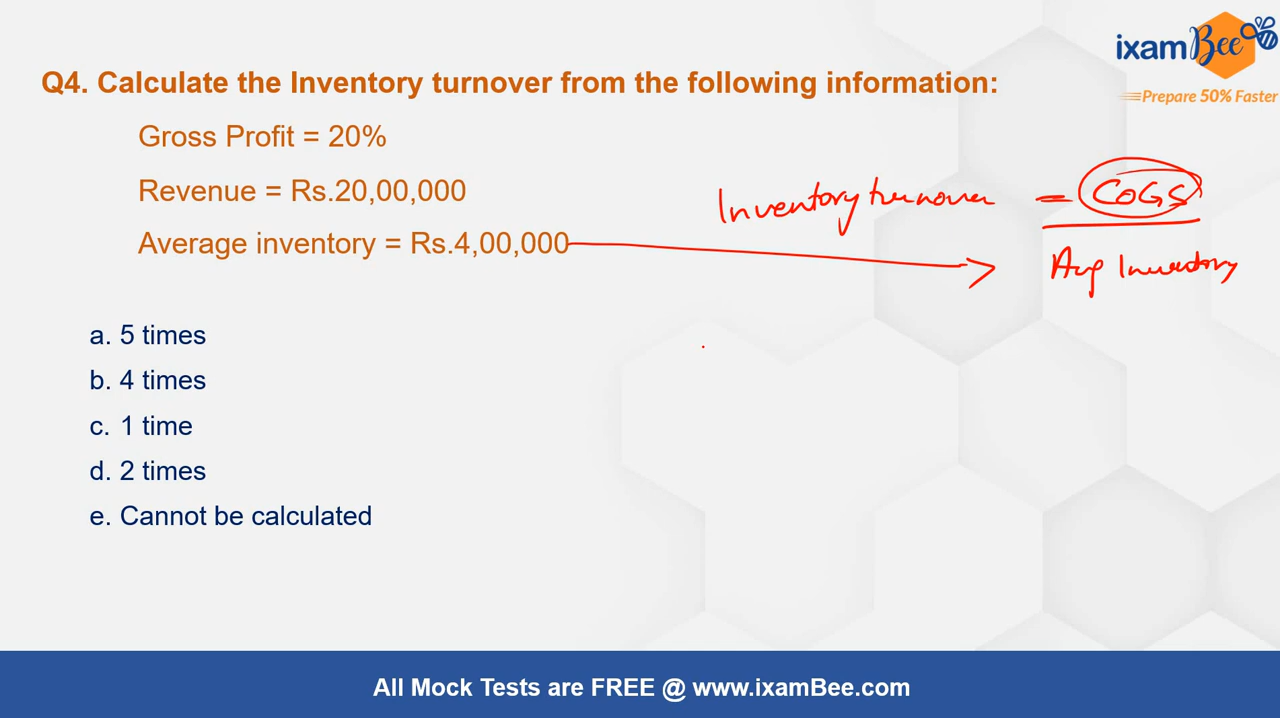 ixamBee
Prepare 50% Faster
Q4. Calculate the Inventory turnover from the following information:
Gross Profit = 20%
Revenue = Rs.20,00,000
Average inventory = Rs.4,00,000
Inventory turnover = COGS
Avg Inventory
a. 5 times
b. 4 times
c. 1 time
d. 2 times
e. Cannot be calculated
All Mock Tests are FREE @ www.ixamBee.com